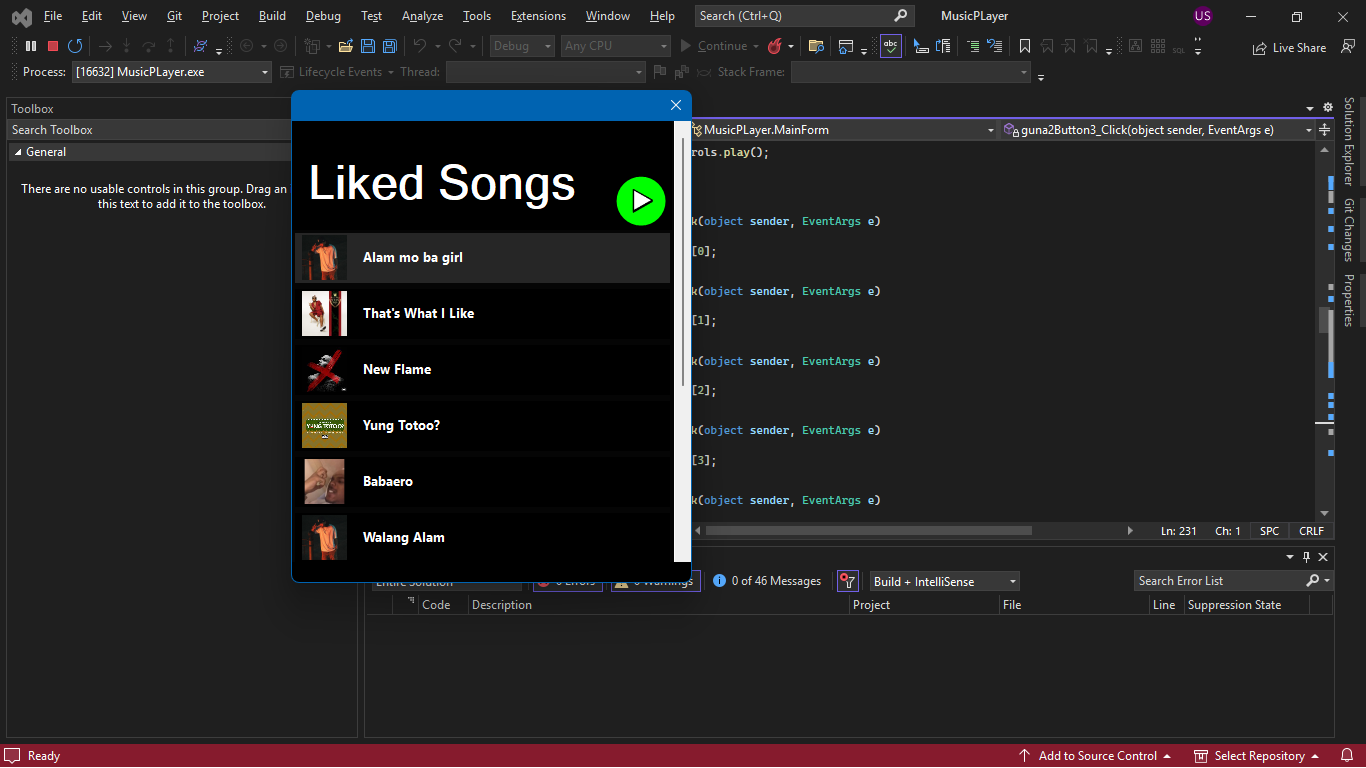 File Edit View Git Project Build Debug Test Analyze Tools Extensions Window Help Search (Ctrl+Q) MusicPLayer US
Debug Any CPU Continue abc SQL Live Share
Process: [16632] MusicPLayer.exe Lifecycle Events Thread: Stack Frame:
Toolbox
Search Toolbox
General
There are no usable controls in this group. Drag an
this text to add it to the toolbox.
Liked Songs
Alam mo ba girl
That's What I Like
New Flame
Yung Totoo?
Babaero
Walang Alam
MusicPLayer.MainForm guna2Button3_Click(object sender, EventArgs e)
rols.play();
k(object sender, EventArgs e)
[0];
k(object sender, EventArgs e)
[1];
k(object sender, EventArgs e)
[2];
k(object sender, EventArgs e)
[3];
k(object sender, EventArgs e)
Ln: 231 Ch: 1 SPC CRLF
Entire Solution 0 Errors 0 Warnings 0 of 46 Messages Build + IntelliSense Search Error List
Code Description Project File Line Suppression State
Solution Explorer
Git Changes
Properties
Ready Add to Source Control Select Repository